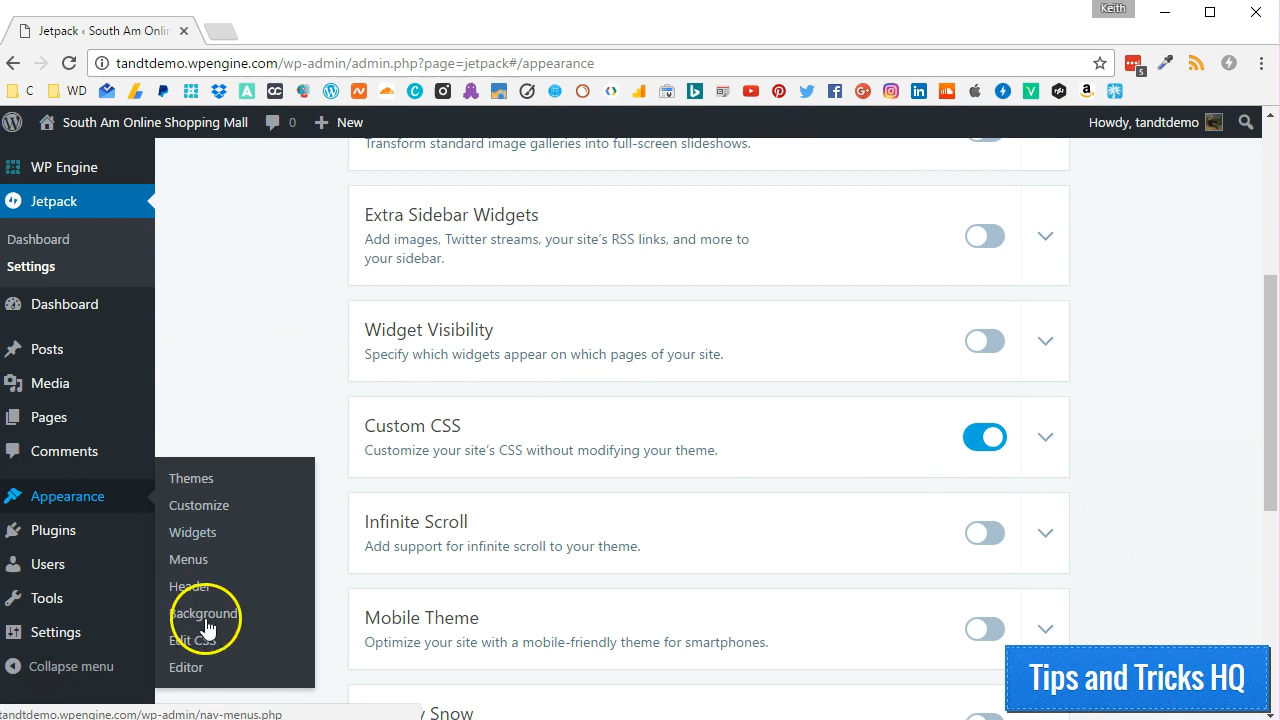 Keith
Jetpack ‹ South Am Onlin
tandtdemo.wpengine.com/wp-admin/admin.php?page=jetpack#/appearance
5
C
WD
South Am Online Shopping Mall
0
New
Howdy, tandtdemo
WP Engine
Jetpack
Dashboard
Settings
Dashboard
Posts
Media
Pages
Comments
Appearance
Plugins
Users
Tools
Settings
Collapse menu
Themes
Customize
Widgets
Menus
Header
Background
Edit CSS
Editor
Transform standard image galleries into full-screen slideshows.
Extra Sidebar Widgets
Add images, Twitter streams, your site's RSS links, and more to
your sidebar.
Widget Visibility
Specify which widgets appear on which pages of your site.
Custom CSS
Customize your site's CSS without modifying your theme.
Infinite Scroll
Add support for infinite scroll to your theme.
Mobile Theme
Optimize your site with a mobile-friendly theme for smartphones.
Snow
Tips and Tricks HQ
tandtdemo.wpengine.com/wp-admin/nav-menus.php